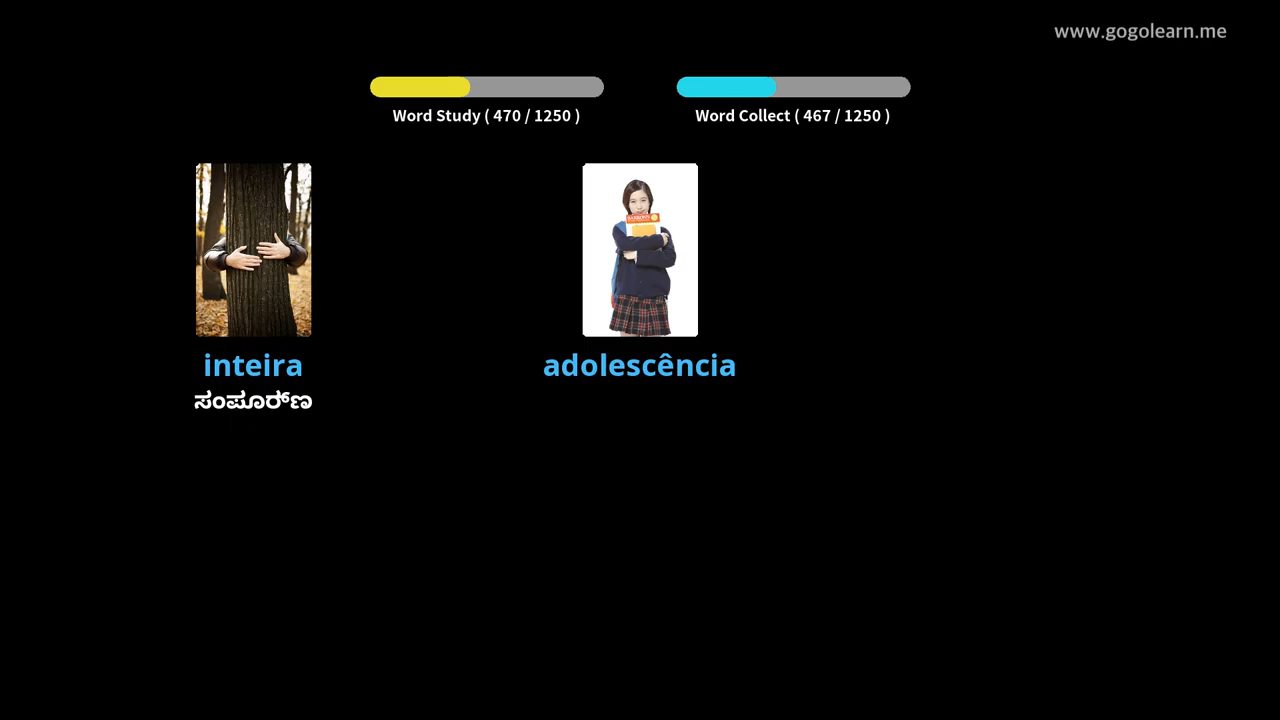 www.gogolearn.me
Word Study ( 470 / 1250 )
Word Collect ( 467 / 1250 )
inteira
adolescência
ಸಂಪೂರ್ಣ